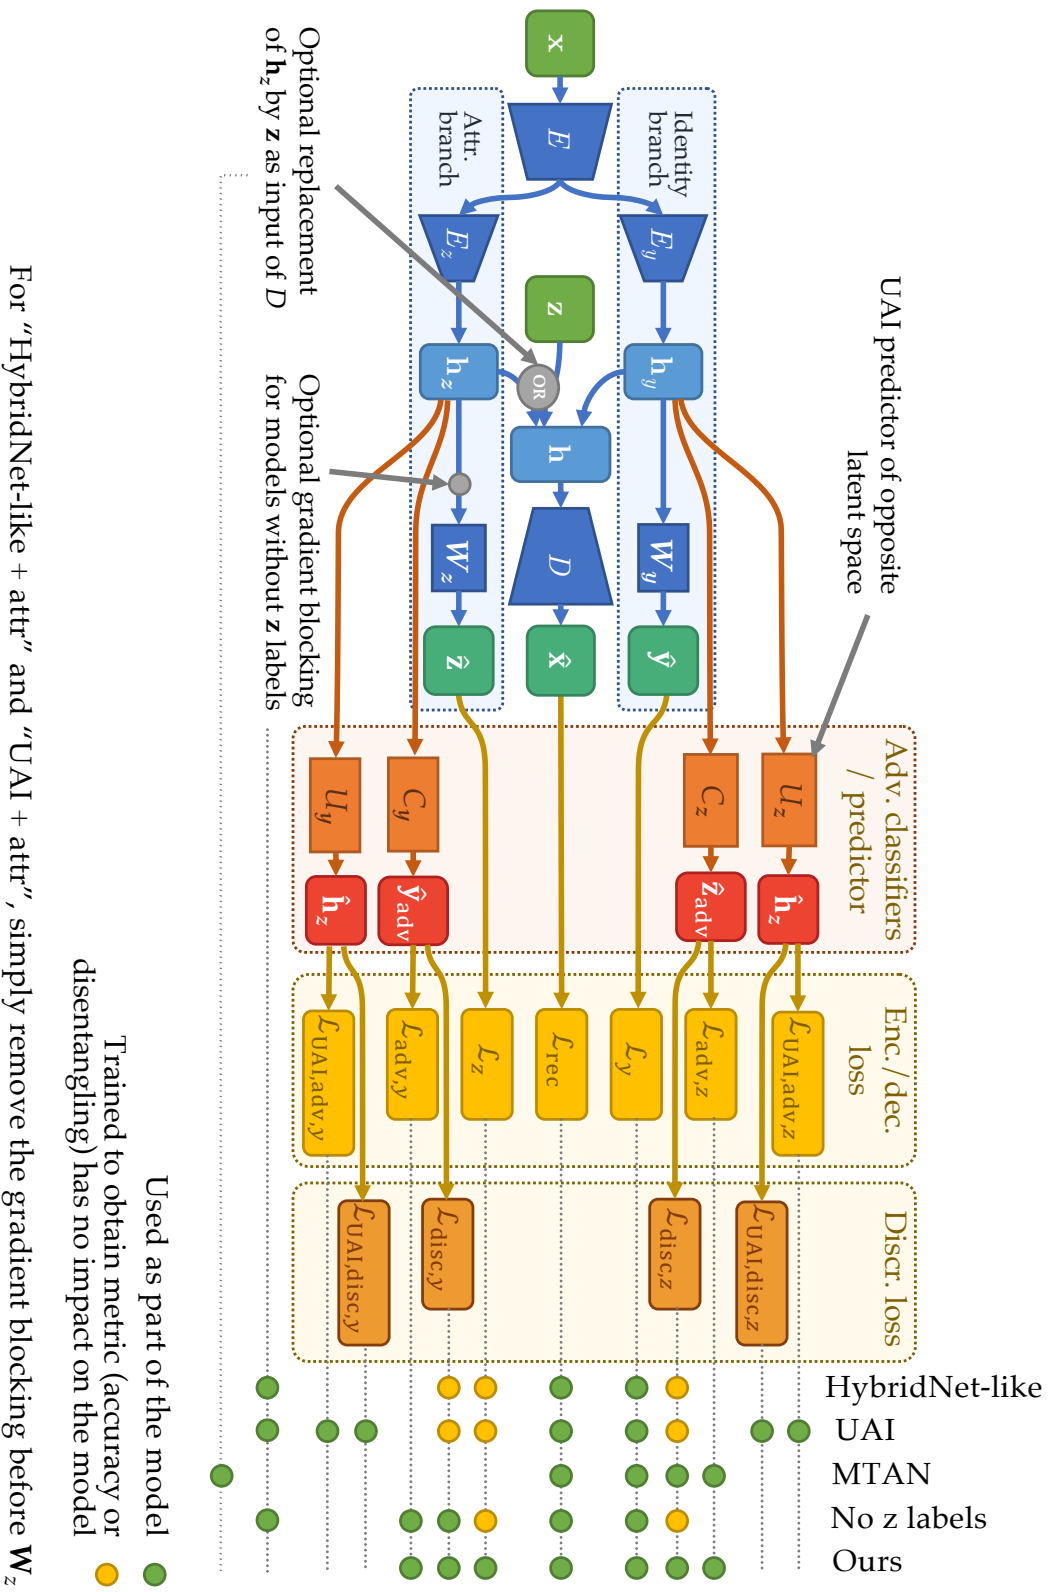 x
E
Identity
branch
Attr.
branch
E_y
E_z
z
h_y
h_z
OR
h
W_y
W_z
D
ŷ
x̂
ẑ
UAI predictor of opposite
latent space
Optional replacement
of h_z by z as input of D
Optional gradient blocking
for models without z labels
Adv. classifiers
/ predictor
U_z
C_z
C_y
U_y
ĥ_z
ẑ_adv
ŷ_adv
ĥ_z
Enc./dec.
loss
ℒ_UAI,adv,z
ℒ_adv,z
ℒ_y
ℒ_rec
ℒ_z
ℒ_adv,y
ℒ_UAI,adv,y
Discr. loss
ℒ_UAI,disc,z
ℒ_disc,z
ℒ_disc,y
ℒ_UAI,disc,y
HybridNet-like
UAI
MTAN
No z labels
Ours
Used as part of the model
Trained to obtain metric (accuracy or
disentangling) has no impact on the model
For “HybridNet-like + attr” and “UAI + attr”, simply remove the gradient blocking before W_z